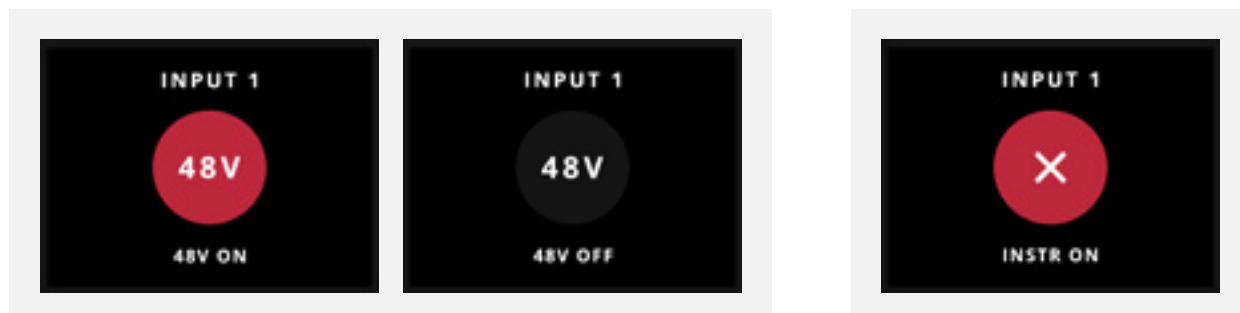 INPUT 1
48V
48V ON
INPUT 1
48V
48V OFF
INPUT 1
INSTR ON